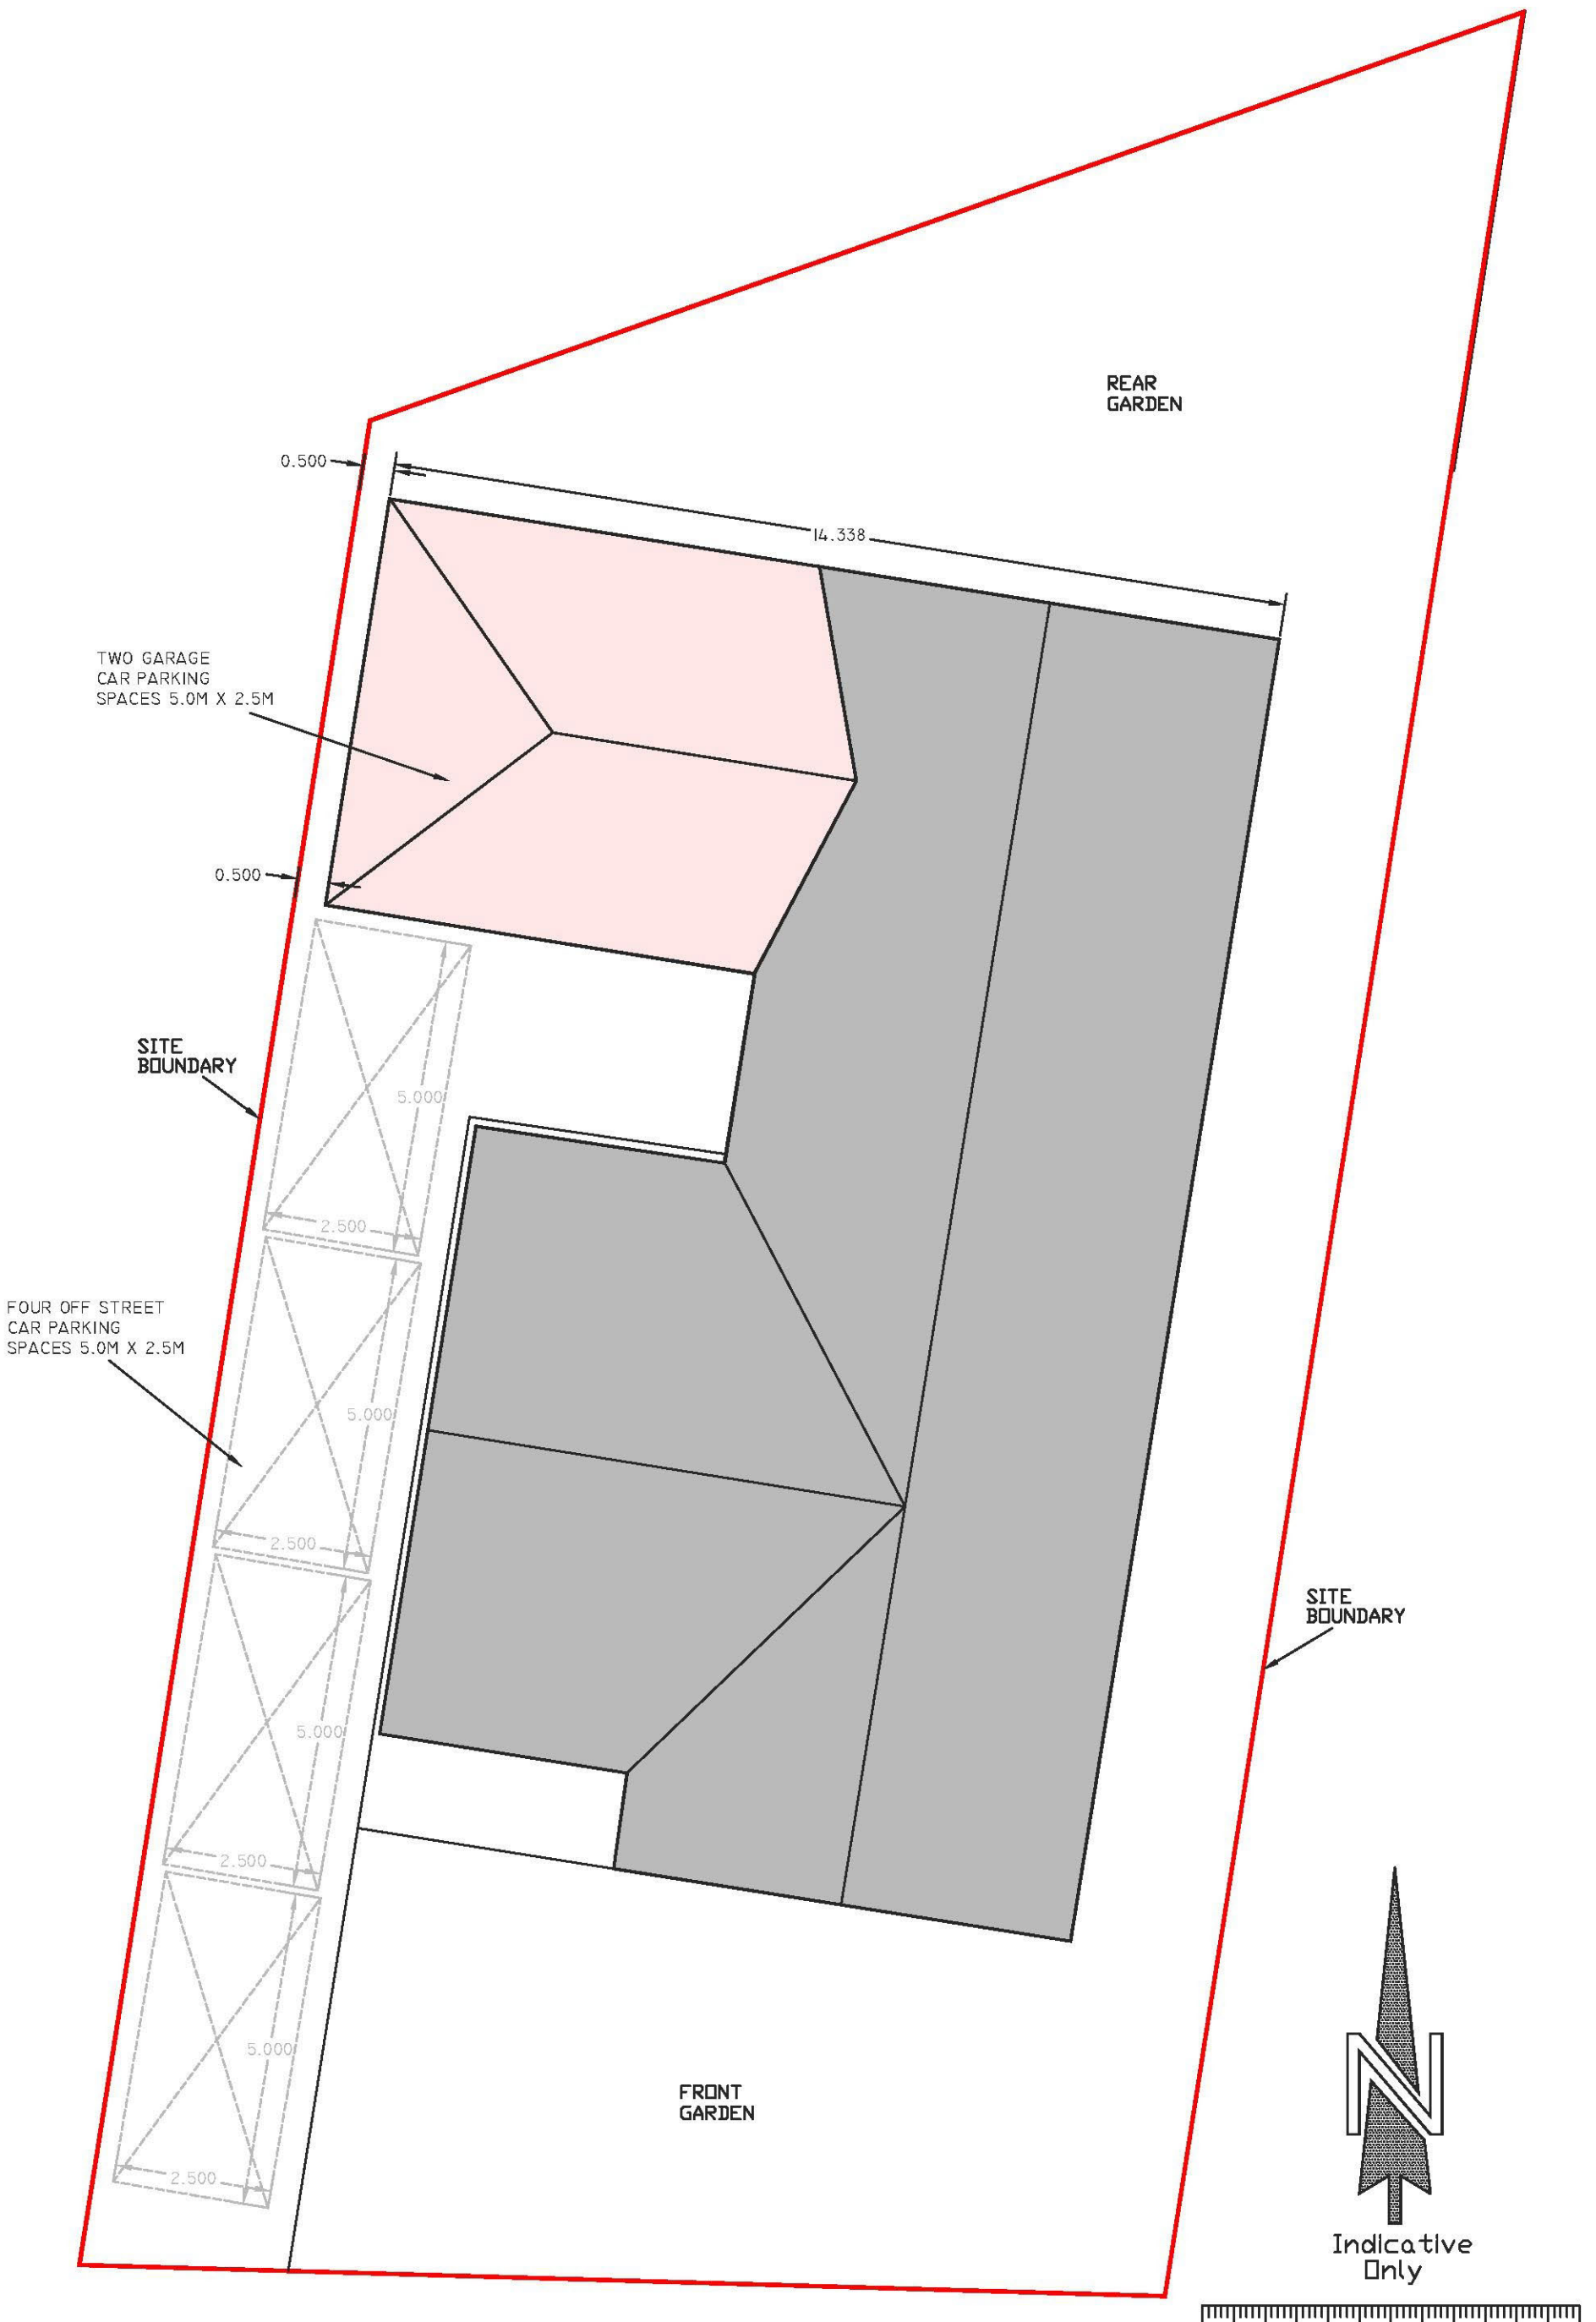 REAR
GARDEN
0.500
14.338
TWO GARAGE
CAR PARKING
SPACES 5.0M X 2.5M
0.500
SITE
BOUNDARY
5.000
2.500
FOUR OFF STREET
CAR PARKING
SPACES 5.0M X 2.5M
5.000
2.500
SITE
BOUNDARY
5.000
2.500
5.000
FRONT
GARDEN
N
2.500
Indicative
Only